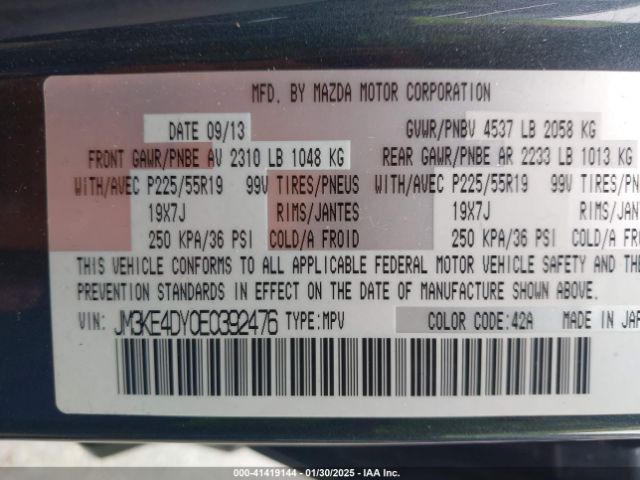 MFD. BY MAZDA MOTOR CORPORATION
DATE 09/13 GVWR/PNBV 4537 LB 2058 KG
FRONT GAWR/PNBE AV 2310 LB 1048 KG REAR GAWR/PNBE AR 2233 LB 1013 KG
WITH/AVEC P225/55R19 99V TIRES/PNEUS WITH/AVEC P225/55R19 99V TIRES/PN
19X7J RIMS/JANTES 19X7J RIMS/JA
250 KPA/36 PSI COLD/A FROID 250 KPA/36 PSI COLD/A
THIS VEHICLE CONFORMS TO ALL APPLICABLE FEDERAL MOTOR VEHICLE SAFETY AND THE
PREVENTION STANDARDS IN EFFECT ON THE DATE OF MANUFACTURE SHOWN ABOVE.
VIN: JM3KE4DY0E0392476 TYPE:MPV COLOR CODE:42A MADE IN JAP
000-41419144 - 01/30/2025 - IAA Inc.